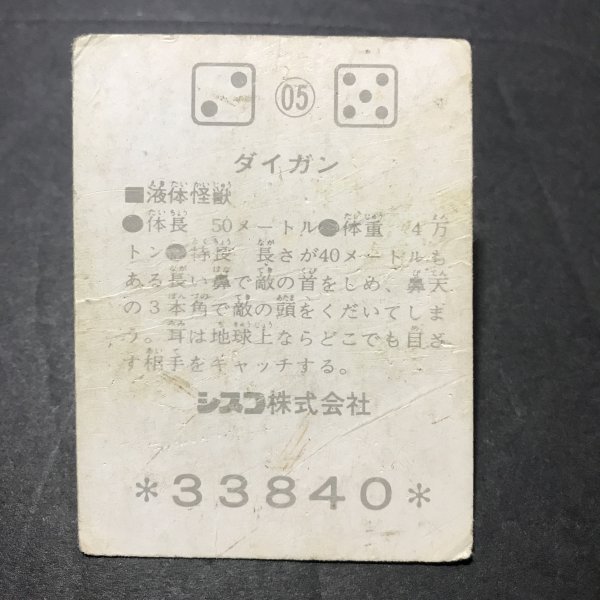 05
ダイガン
■液体怪獣
●体長 50メートル●体重 4万
トン●特長 長さが40メートルも
ある長い鼻で敵の首をしめ、鼻天
の3本角で敵の頭をくだいてしま
う。耳は地球上ならどこでも目ざ
す相手をキャッチする。
シスコ株式会社
*33840*